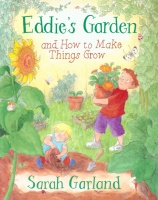 Eddie's Garden
and How to Make
Things Grow
Sarah Garland